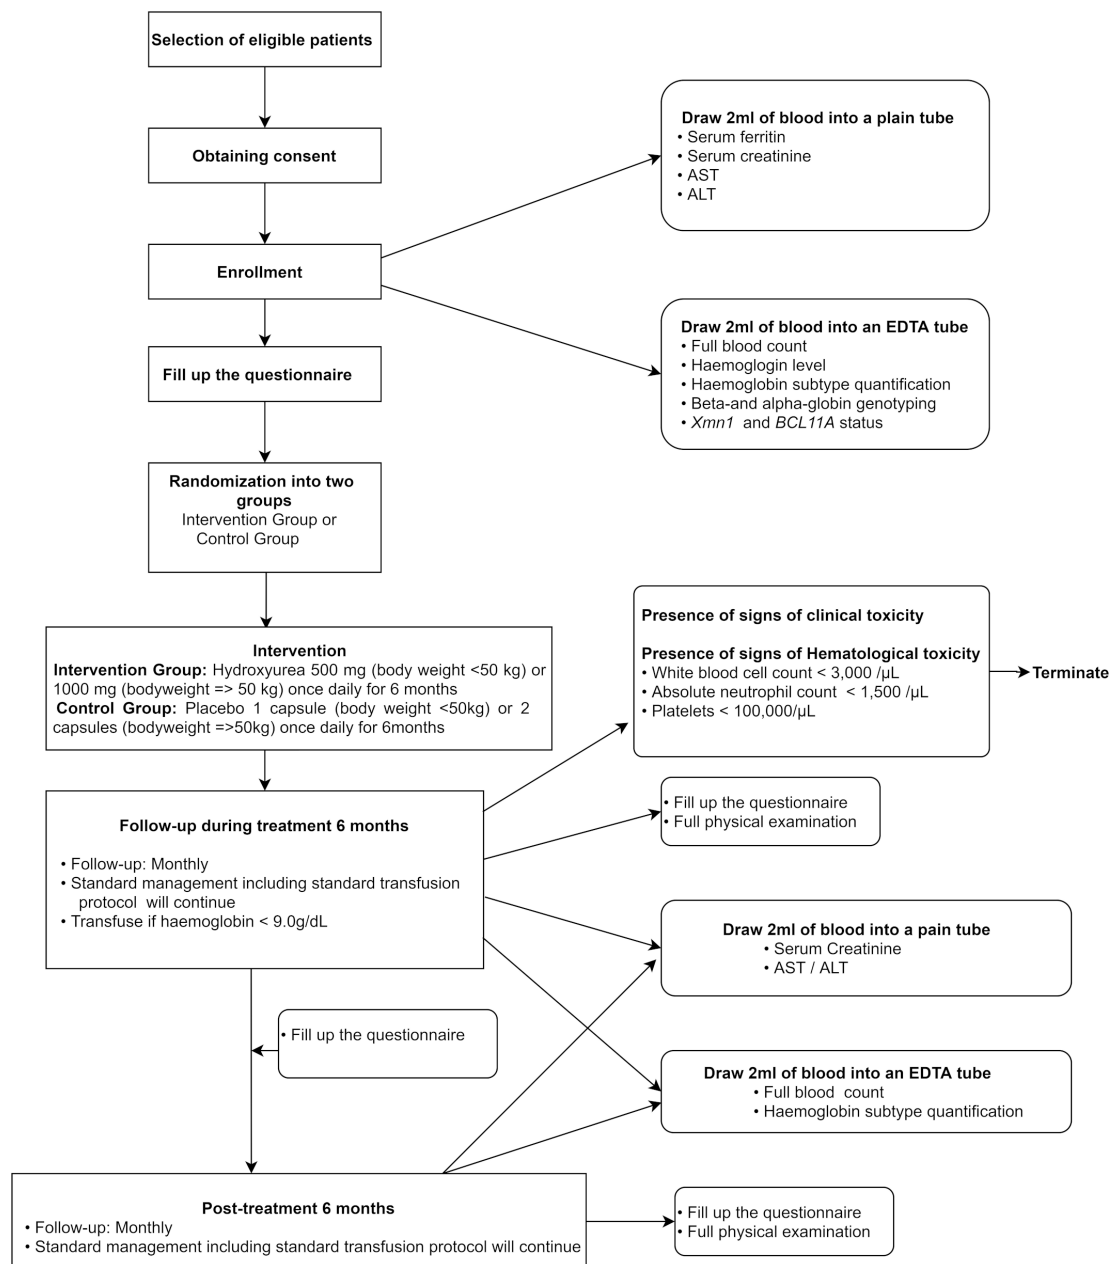 Selection of eligible patients
Obtaining consent
Enrollment
Draw 2ml of blood into a plain tube
• Serum ferritin
• Serum creatinine
• AST
• ALT
Draw 2ml of blood into an EDTA tube
• Full blood count
• Haemoglogin level
• Haemoglobin subtype quantification
• Beta-and alpha-globin genotyping
• Xmn1 and BCL11A status
Fill up the questionnaire
Randomization into two
groups
Intervention Group or
Control Group
Intervention
Intervention Group: Hydroxyurea 500 mg (body weight <50 kg) or
1000 mg (bodyweight => 50 kg) once daily for 6 months
Control Group: Placebo 1 capsule (body weight <50kg) or 2
capsules (bodyweight =>50kg) once daily for 6months
Presence of signs of clinical toxicity
Presence of signs of Hematological toxicity
• White blood cell count < 3,000 /µL
• Absolute neutrophil count < 1,500 /µL
• Platelets < 100,000/µL
Terminate
Follow-up during treatment 6 months
• Follow-up: Monthly
• Standard management including standard transfusion
protocol will continue
• Transfuse if haemoglobin < 9.0g/dL
• Fill up the questionnaire
• Full physical examination
Draw 2ml of blood into a pain tube
• Serum Creatinine
• AST / ALT
• Fill up the questionnaire
Draw 2ml of blood into an EDTA tube
• Full blood count
• Haemoglobin subtype quantification
Post-treatment 6 months
• Follow-up: Monthly
• Standard management including standard transfusion protocol will continue
• Fill up the questionnaire
• Full physical examination